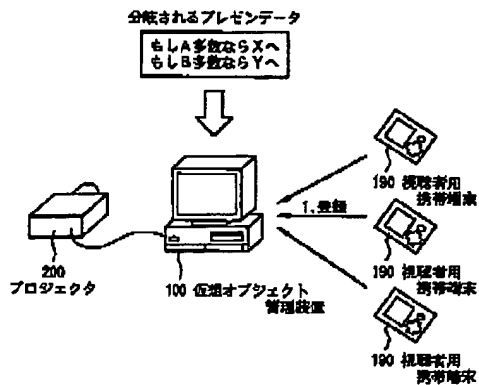 分岐されるプレゼンデータ
もしA多数ならXへ
もしB多数ならYへ
190 視聴者用
携帯端末
1.登録
190 視聴者用
携帯端末
200
プロジェクタ
100 仮想オブジェクト
管理装置
190 視聴者用
携帯端末